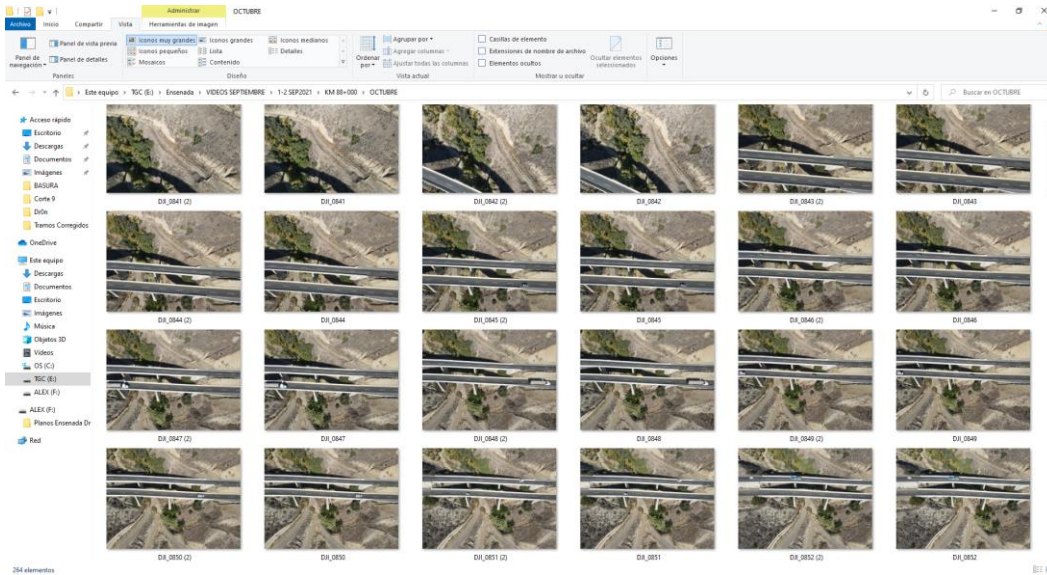 Administrar
OCTUBRE
Archivo
Inicio
Compartir
Vista
Herramientas de imagen
Panel de navegación
Panel de vista previa
Panel de detalles
Paneles
Iconos muy grandes
Iconos grandes
Iconos medianos
Iconos pequeños
Lista
Detalles
Mosaicos
Contenido
Diseño
Ordenar por
Agrupar por
Agregar columnas
Ajustar todas las columnas
Vista actual
Casillas de elemento
Extensiones de nombre de archivo
Elementos ocultos
Ocultar elementos seleccionados
Mostrar u ocultar
Opciones
Este equipo › TGC (E:) › Ensenada › VIDEOS SEPTIEMBRE › 1-2 SEP2021 › KM 88+000 › OCTUBRE
Buscar en OCTUBRE
Acceso rápido
Escritorio
Descargas
Documentos
Imágenes
BASURA
Corte 9
Dr0n
Tramos Corregidos
OneDrive
Este equipo
Descargas
Documentos
Escritorio
Imágenes
Música
Objetos 3D
Vídeos
OS (C:)
TGC (E:)
ALEX (F:)
ALEX (F:)
Planos Ensenada Dr
Red
DJI_0841 (2)
DJI_0841
DJI_0842 (2)
DJI_0842
DJI_0843 (2)
DJI_0843
DJI_0844 (2)
DJI_0844
DJI_0845 (2)
DJI_0845
DJI_0846 (2)
DJI_0846
DJI_0847 (2)
DJI_0847
DJI_0848 (2)
DJI_0848
DJI_0849 (2)
DJI_0849
DJI_0850 (2)
DJI_0850
DJI_0851 (2)
DJI_0851
DJI_0852 (2)
DJI_0852
264 elementos